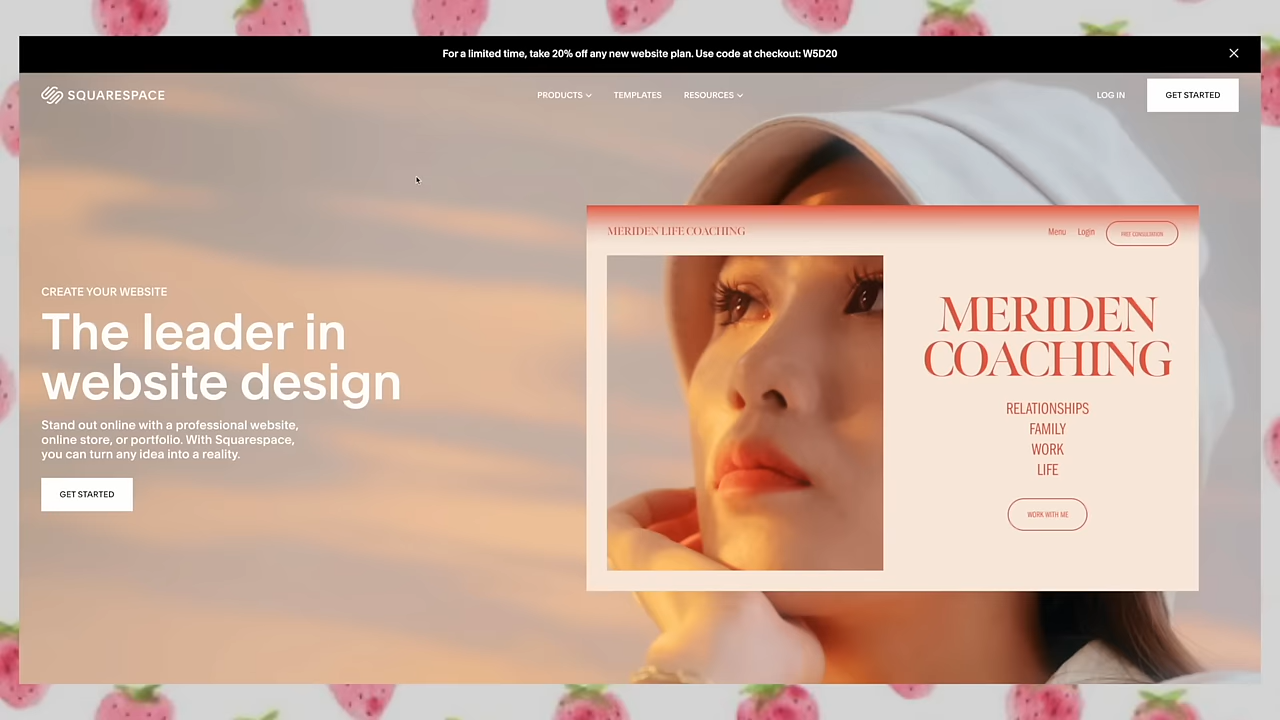 For a limited time, take 20% off any new website plan. Use code at checkout: W5D20
SQUARESPACE
PRODUCTS
TEMPLATES
RESOURCES
LOG IN
GET STARTED
CREATE YOUR WEBSITE
The leader in
website design
Stand out online with a professional website,
online store, or portfolio. With Squarespace,
you can turn any idea into a reality.
GET STARTED
MERIDEN LIFE COACHING
Menu
Login
FREE CONSULTATION
MERIDEN
COACHING
RELATIONSHIPS
FAMILY
WORK
LIFE
WORK WITH ME